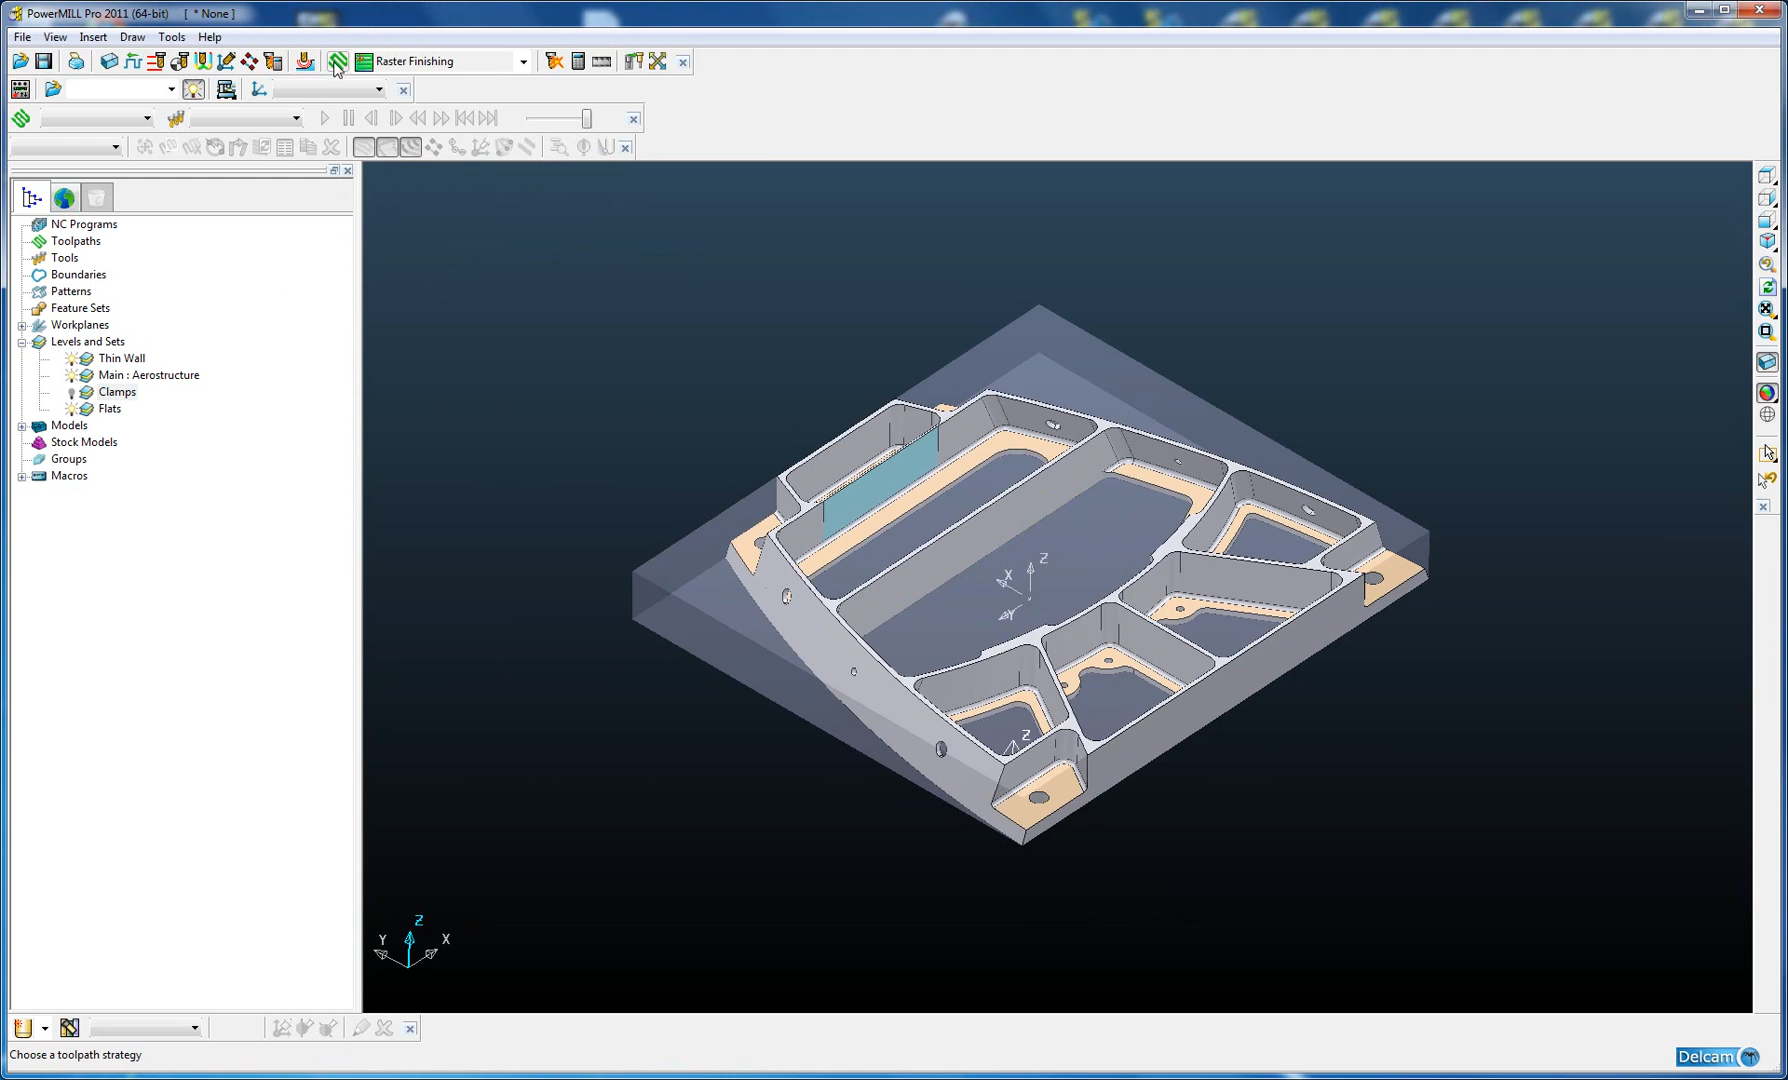 PowerMILL Pro 2011 (64-bit) [ * None ]
File View Insert Draw Tools Help
Raster Finishing
NC Programs
Toolpaths
Tools
Boundaries
Patterns
Feature Sets
Workplanes
Levels and Sets
Thin Wall
Main : Aerostructure
Clamps
Flats
Models
Stock Models
Groups
Macros
Z
X
Y
Z
Z
Y
X
Choose a toolpath strategy
Delcam